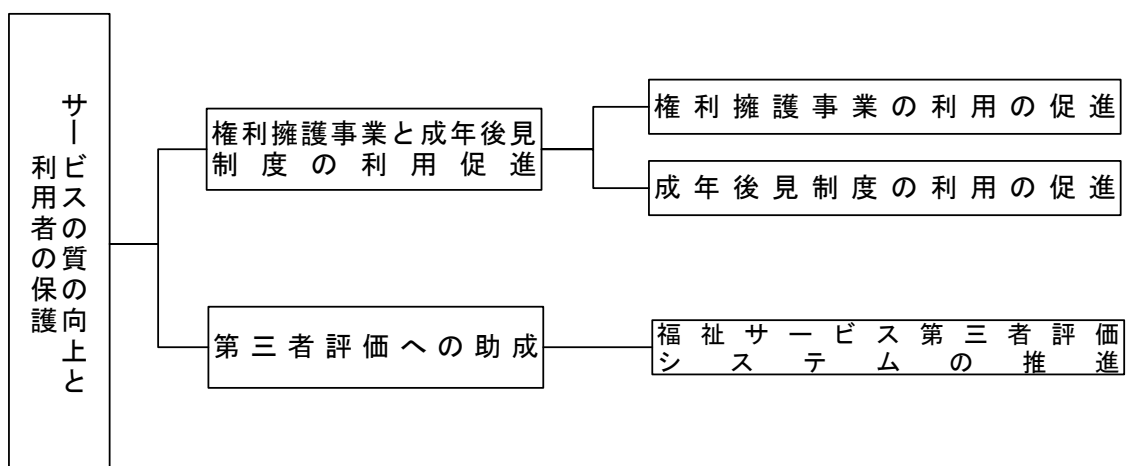 サービスの質の向上と
利用者の保護
権利擁護事業と成年後見
制度の利用促進
権利擁護事業の利用の促進
成年後見制度の利用の促進
第三者評価への助成
福祉サービス第三者評価
システムの推進